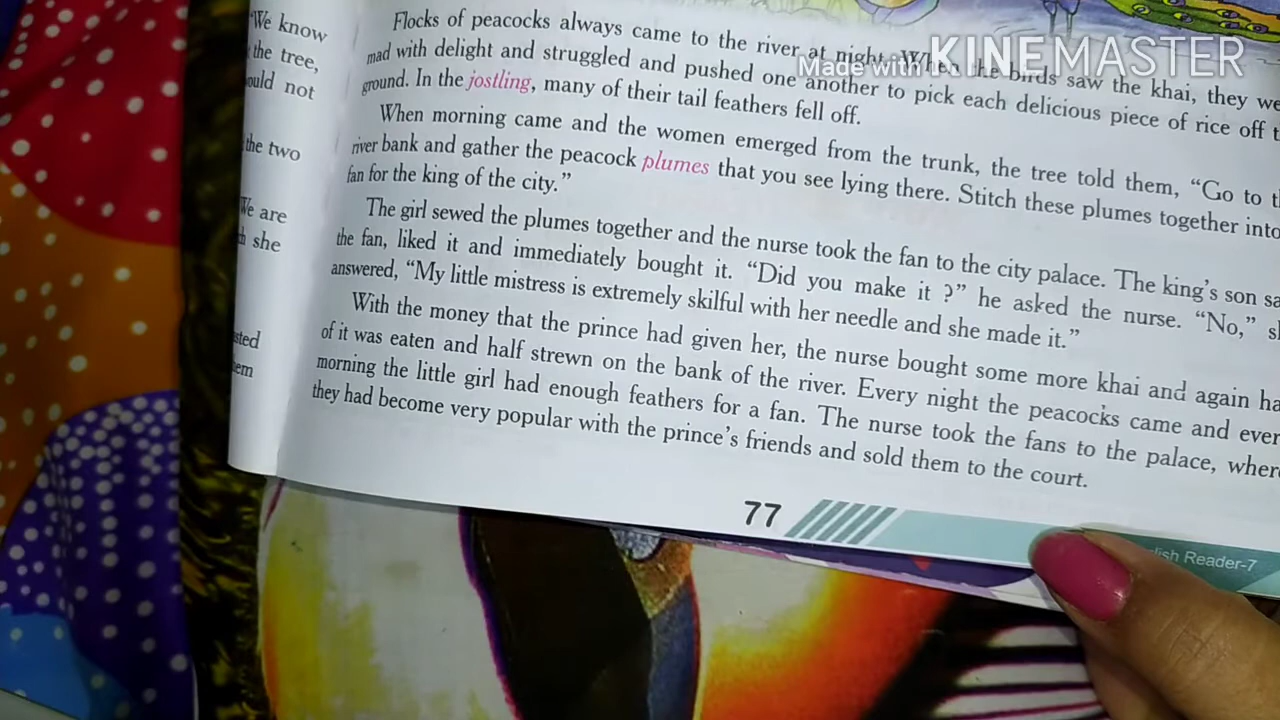 "We know
the tree,
ould not
the two
We are
she
sted
em
Flocks of peacocks always came to the river at night. When the birds saw the khai, they we
mad with delight and struggled and pushed one another to pick each delicious piece of rice off t
ground. In the jostling, many of their tail feathers fell off.
When morning came and the women emerged from the trunk, the tree told them, "Go to t
river bank and gather the peacock plumes that you see lying there. Stitch these plumes together into
fan for the king of the city."
The girl sewed the plumes together and the nurse took the fan to the city palace. The king's son sa
the fan, liked it and immediately bought it. "Did you make it ?" he asked the nurse. "No," s
answered, "My little mistress is extremely skilful with her needle and she made it."
With the money that the prince had given her, the nurse bought some more khai and again ha
of it was eaten and half strewn on the bank of the river. Every night the peacocks came and ever
morning the little girl had enough feathers for a fan. The nurse took the fans to the palace, wher
they had become very popular with the prince's friends and sold them to the court.
77
lish Reader-7
Made with KINEMASTER